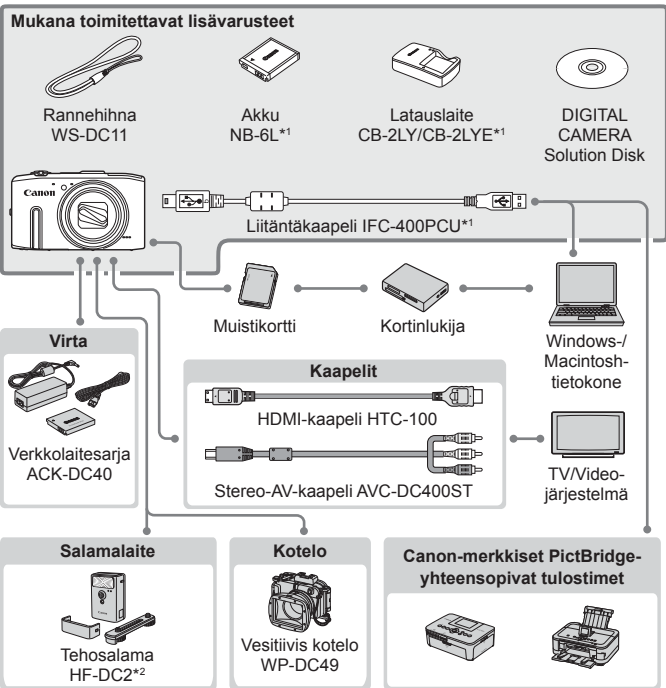 Mukana toimitettavat lisävarusteet
Rannehihna
WS-DC11
Akku
NB-6L*1
Latauslaite
CB-2LY/CB-2LYE*1
DIGITAL
CAMERA
Solution Disk
Canon
Liitäntäkaapeli IFC-400PCU*1
Muistikortti
Kortinlukija
Windows-/
Macintosh-
tietokone
Virta
Verkkolaitesarja
ACK-DC40
Kaapelit
HDMI-kaapeli HTC-100
Stereo-AV-kaapeli AVC-DC400ST
TV/Video-
järjestelmä
Salamalaite
Tehosalama
HF-DC2*2
Kotelo
Vesitiivis kotelo
WP-DC49
Canon-merkkiset PictBridge-
yhteensopivat tulostimet